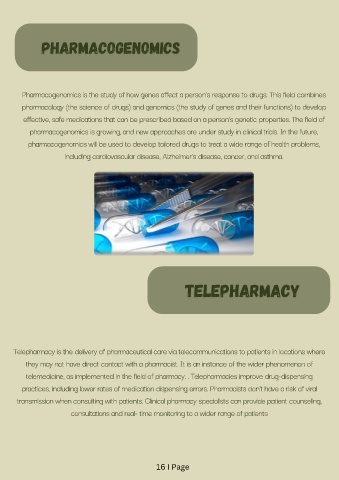 PHARMACOGENOMICS
Pharmacogenomics is the study of how genes affect a person's response to drugs. This field combines
pharmacology (the science of drugs) and genomics (the study of genes and their functions) to develop
effective, safe medications that can be prescribed based on a person's genetic properties. The field of
pharmacogenomics is growing, and new approaches are under study in clinical trials. In the future,
pharmacogenomics will be used to develop tailored drugs to treat a wide range of health problems,
including cardiovascular disease, Alzheimer's disease, cancer, and asthma.
TELEPHARMACY
Telepharmacy is the delivery of pharmaceutical care via telecommunications to patients in locations where
they may not have direct contact with a pharmacist. It is an instance of the wider phenomenon of
telemedicine, as implemented in the field of pharmacy. . Telepharmacies improve drug-dispensing
practices, including lower rates of medication dispensing errors. Pharmacists don't have a risk of viral
transmission when consulting with patients. Clinical pharmacy specialists can provide patient counseling,
consultations and real- time monitoring to a wider range of patients
16 I Page